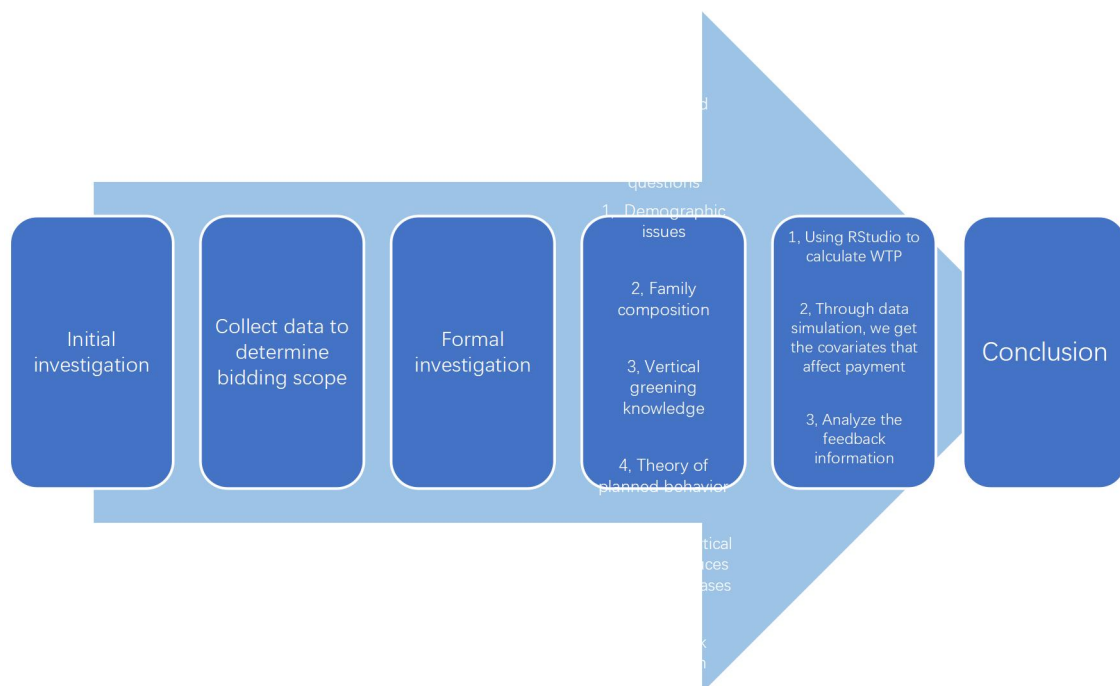 Initial
investigation
Collect data to
determine
bidding scope
Formal
investigation
questions
1, Demographic
issues
2, Family
composition
3, Vertical
greening
knowledge
4, Theory of
planned behavior
1, Using RStudio to
calculate WTP
2, Through data
simulation, we get
the covariates that
affect payment
3, Analyze the
feedback
information
Conclusion